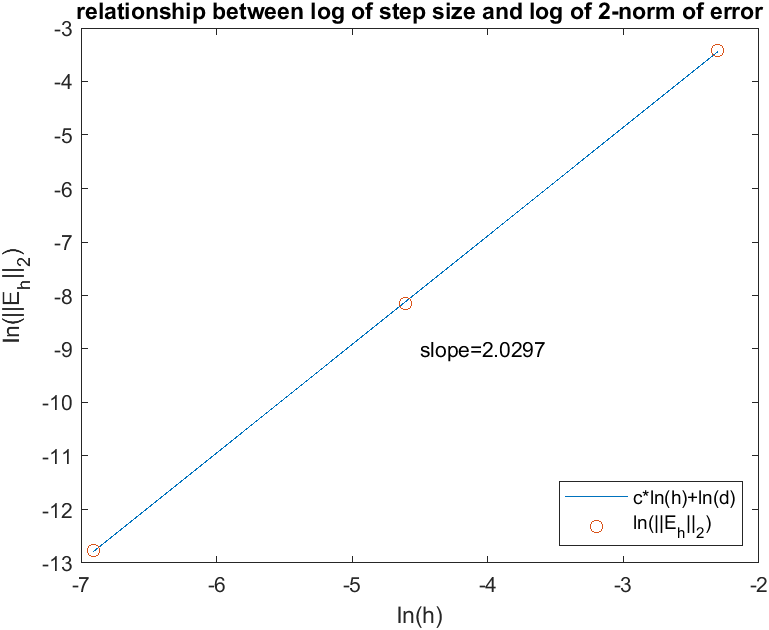 relationship between log of step size and log of 2-norm of error
-3
-4
-5
-6
-7
-8
-9
-10
-11
-12
-13
ln(||E_h||_2)
slope=2.0297
c*ln(h)+ln(d)
ln(||E_h||_2)
-7
-6
-5
-4
-3
-2
ln(h)